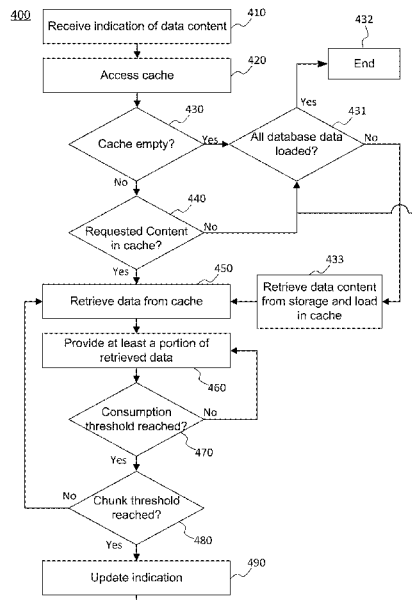 400
410
Receive indication of data content
420
Access cache
432
End
430
Cache empty?
Yes
No
431
All database data
loaded?
Yes
No
440
Requested Content
in cache?
No
Yes
450
Retrieve data from cache
433
Retrieve data content
from storage and load
in cache
Provide at least a portion of
retrieved data
460
Consumption
threshold reached?
No
470
Yes
Chunk threshold
reached?
No
480
Yes
490
Update indication